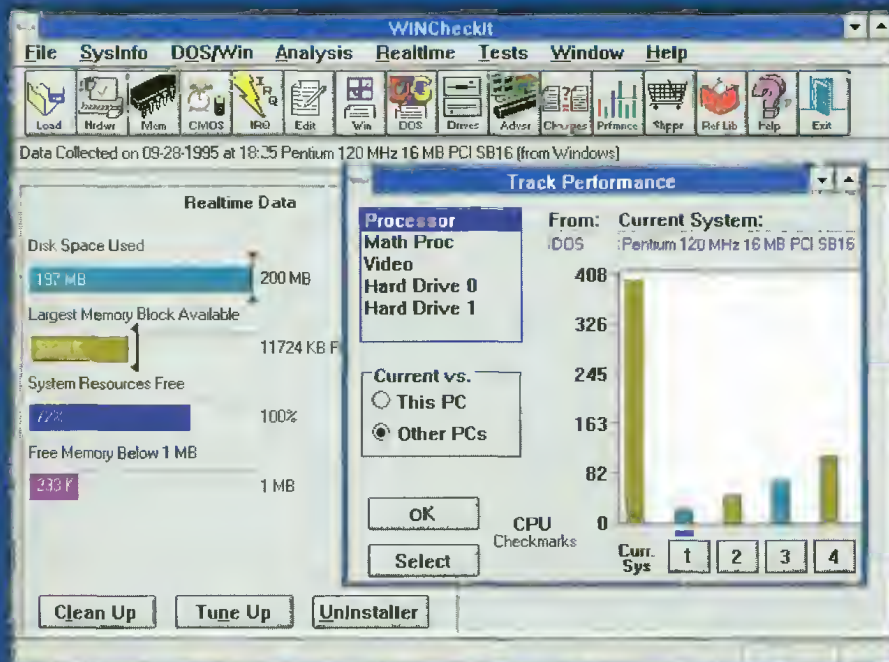 WINCheckIt
File SysInfo DOS/Win Analysis Realtime Tests Window Help
Load Hrdwr Mem CMOS IRQ Edit Win DOS Drives Advsr Changes Prfmnce Shppr Ref Lib Help Exit
Data Collected on 09-28-1995 at 18:25 Pentium 120 MHz 16 MB PCI SB16 (from Windows)
Realtime Data
Disk Space Used
197 MB 200 MB
Largest Memory Block Available
11724 KB
System Resources Free
72% 100%
Free Memory Below 1 MB
233 K 1 MB
Clean Up Tune Up UnInstaller
Track Performance
Processor
Math Proc
Video
Hard Drive 0
Hard Drive 1
Current vs.
This PC
Other PCs
OK
Select
From: Current System:
DOS Pentium 120 MHz 16 MB PCI SB16
408
326
245
163
82
0
CPU
Checkmarks
Curr. Sys 1 2 3 4